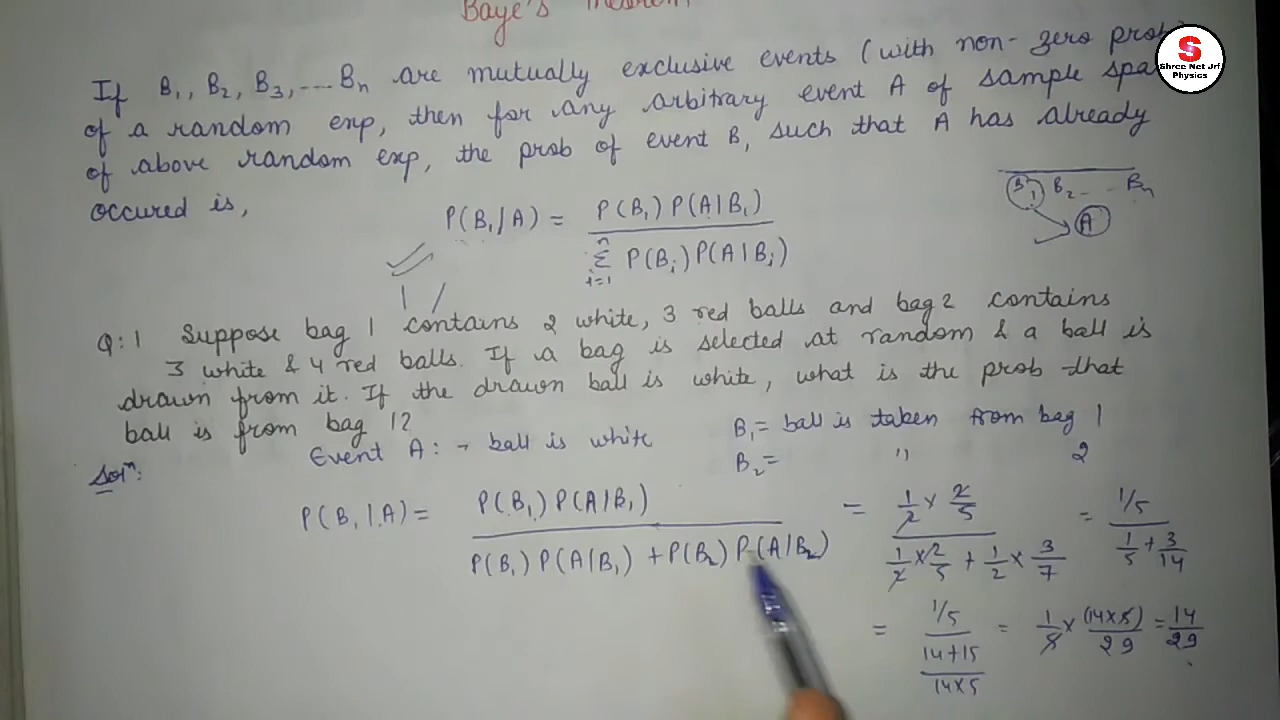 Baye's Theorem
If B1, B2, B3, ... Bn are mutually exclusive events (with non-zero prob
of a random exp, then for any arbitrary event A of sample spa
of above random exp, the prob of event B1 such that A has already
occured is,
P(B1/A) = P(B1) P(A|B1) / Σ i=1 n P(Bi) P(A|Bi)
B1 B2 - - Bn
A
Q:1 Suppose bag 1 contains 2 white, 3 red balls and bag 2 contains
3 white & 4 red balls. If a bag is selected at random & a ball is
drawn from it. If the drawn ball is white, what is the prob that
ball is from bag 1?
Event A: - ball is white
B1 = ball is taken from bag 1
B2 = " 2
Solⁿ:
P(B1|A) = P(B1) P(A|B1) / P(B1) P(A|B1) + P(B2) P(A|B2) = 1/2 × 2/5 / 1/2 × 2/5 + 1/2 × 3/7 = 1/5 / 1/5 + 3/14
= 1/5 / 14+15 / 14×5 = 1/5 × (14×5)/29 = 14/29
S
Shree Net Jrf
Physics